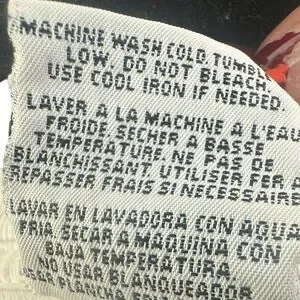 MACHINE WASH COLD. TUMBLE
LOW. DO NOT BLEACH.
USE COOL IRON IF NEEDED.
LAVER A LA MACHINE A L'EAU
FROIDE. SECHER A BASSE
TEMPERATURE. NE PAS DE
BLANCHISSANT. UTILISER FER A
REPASSER FRAIS SI NECESSAIRE
LAVAR EN LAVADORA CON AGUA
FRIA. SECAR A MAQUINA CON
BAJA TEMPERATURA.
NO USAR BLANQUEADOR.
PLANCHA